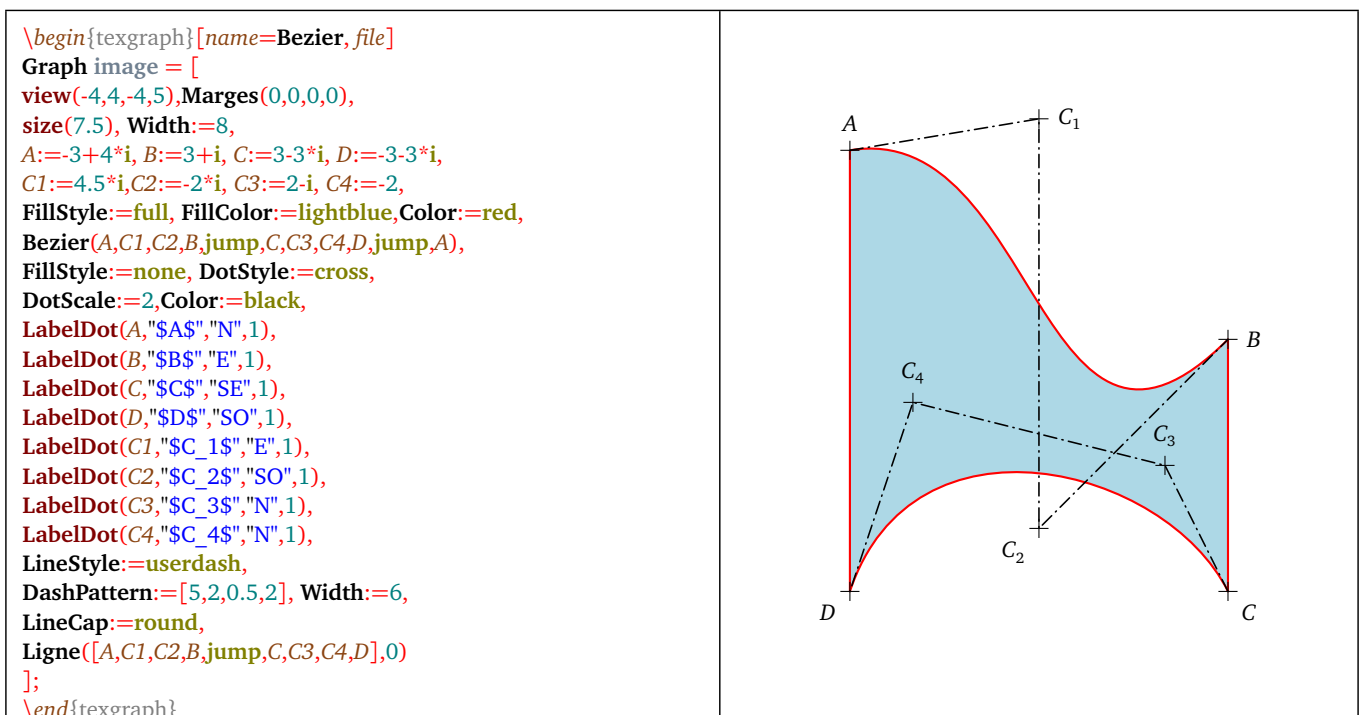 \begin{texgraph}[name=Bezier, file]
Graph image = [
view(-4,4,-4,5),Marges(0,0,0,0),
size(7.5), Width:=8,
A:=-3+4*i, B:=3+i, C:=3-3*i, D:=-3-3*i,
C1:=4.5*i,C2:=-2*i, C3:=2-i, C4:=-2,
FillStyle:=full, FillColor:=lightblue,Color:=red,
Bezier(A,C1,C2,B,jump,C,C3,C4,D,jump,A),
FillStyle:=none, DotStyle:=cross,
DotScale:=2,Color:=black,
LabelDot(A,"$A$","N",1),
LabelDot(B,"$B$","E",1),
LabelDot(C,"$C$","SE",1),
LabelDot(D,"$D$","SO",1),
LabelDot(C1,"$C_1$","E",1),
LabelDot(C2,"$C_2$","SO",1),
LabelDot(C3,"$C_3$","N",1),
LabelDot(C4,"$C_4$","N",1),
LineStyle:=userdash,
DashPattern:=[5,2,0.5,2], Width:=6,
LineCap:=round,
Ligne([A,C1,C2,B,jump,C,C3,C4,D],0)
];
\end{texgraph}
A
C₁
B
C₄
C₃
C₂
D
C